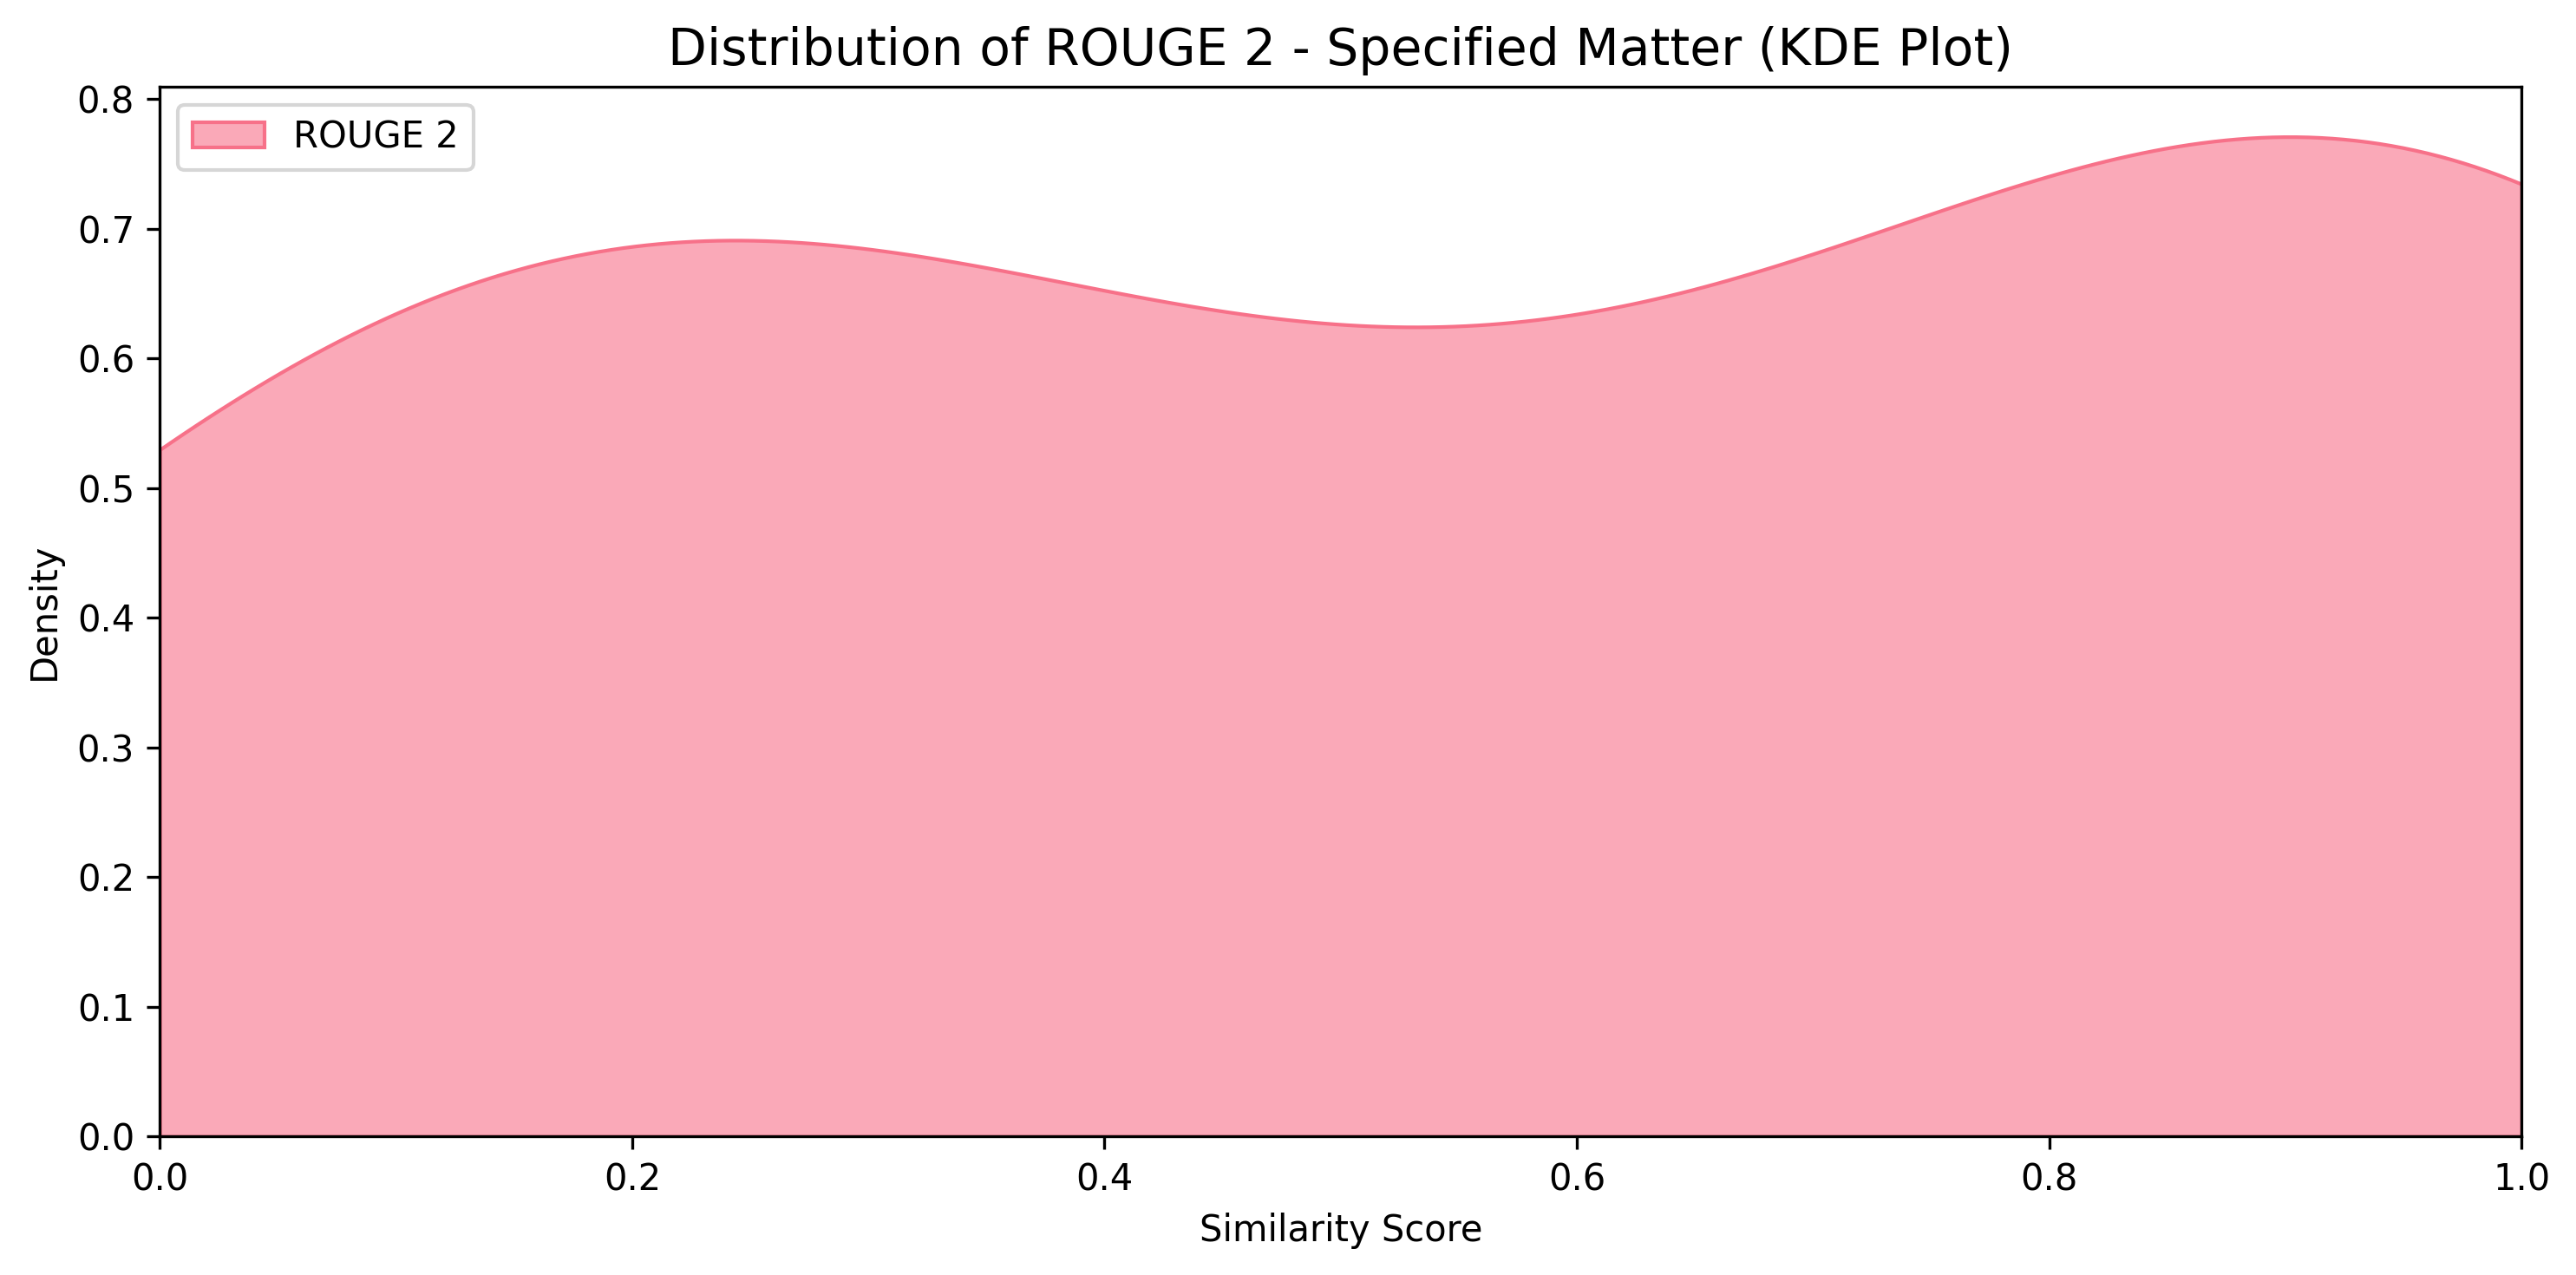 Distribution of ROUGE 2 - Specified Matter (KDE Plot)
ROUGE 2
0.8
0.7
0.6
0.5
0.4
0.3
0.2
0.1
0.0
Density
0.0 0.2 0.4 0.6 0.8 1.0
Similarity Score